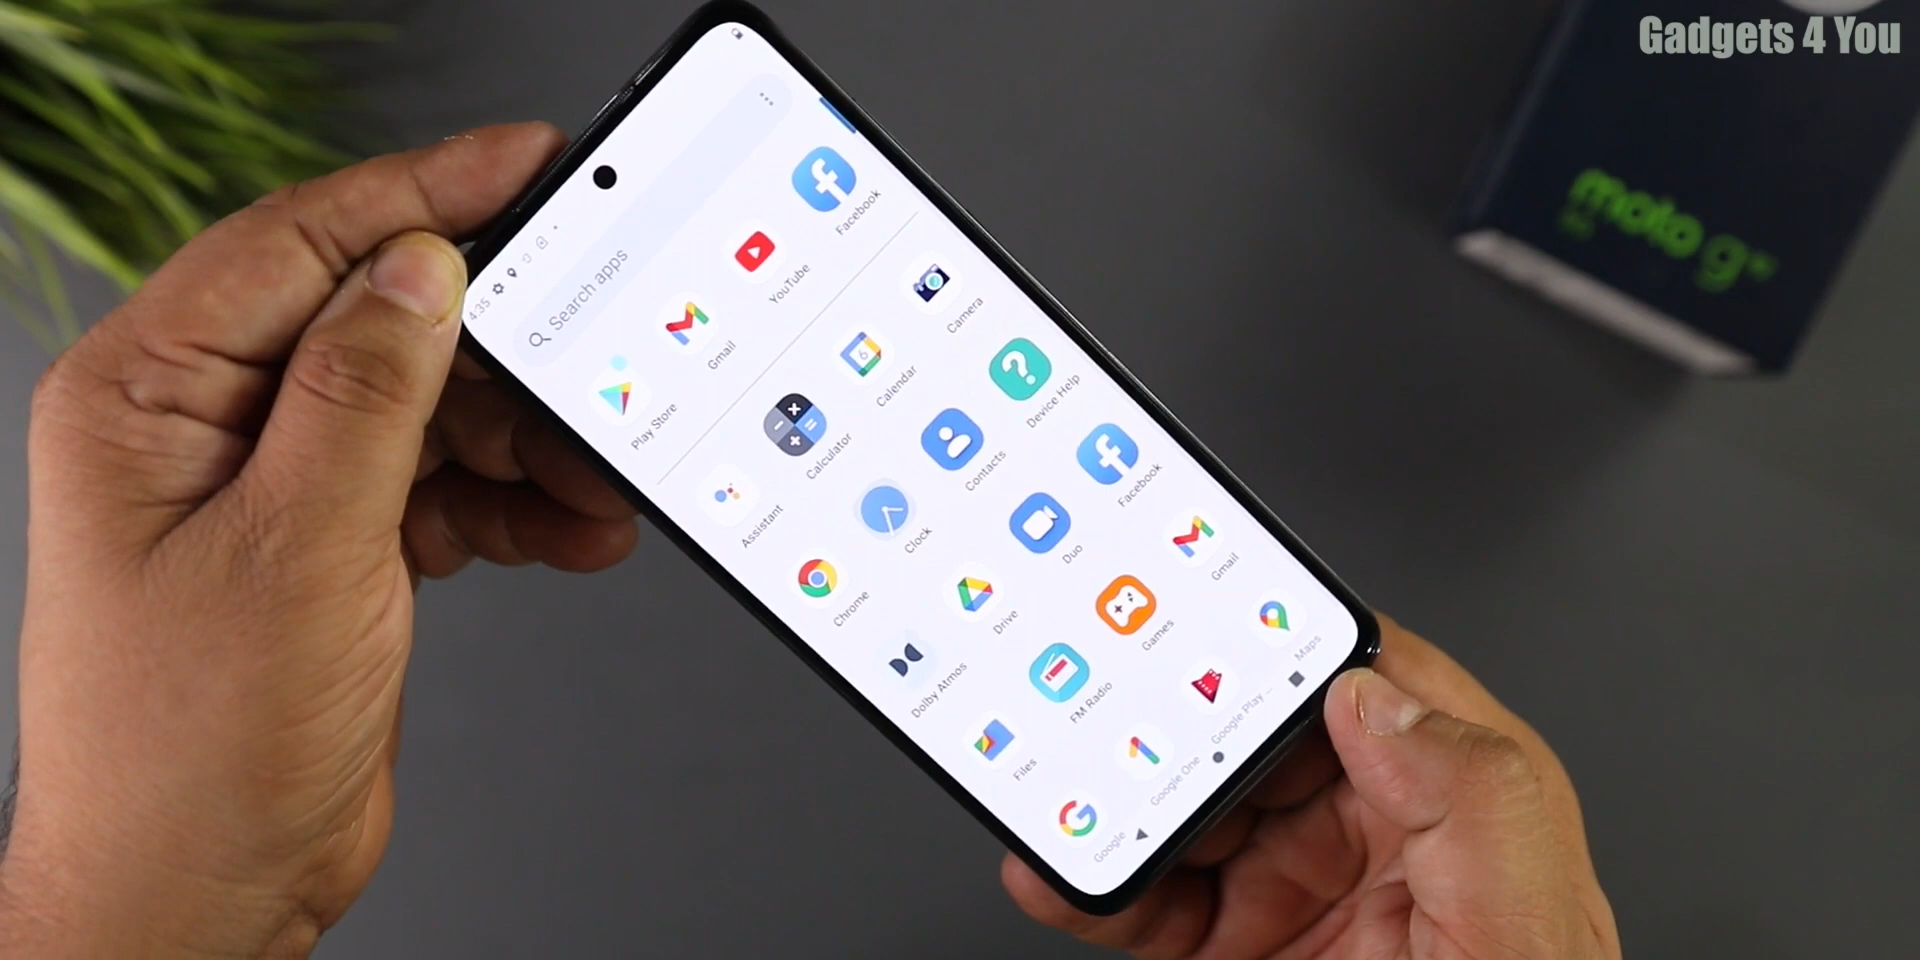 Gadgets 4 You
moto g
4:35
Search apps
Play Store
Gmail
YouTube
Facebook
Assistant
Calculator
Calendar
Camera
Chrome
Clock
Contacts
Device Help
Dolby Atmos
Drive
Duo
Facebook
Files
FM Radio
Games
Gmail
Google
Google One
Google Play ...
Maps